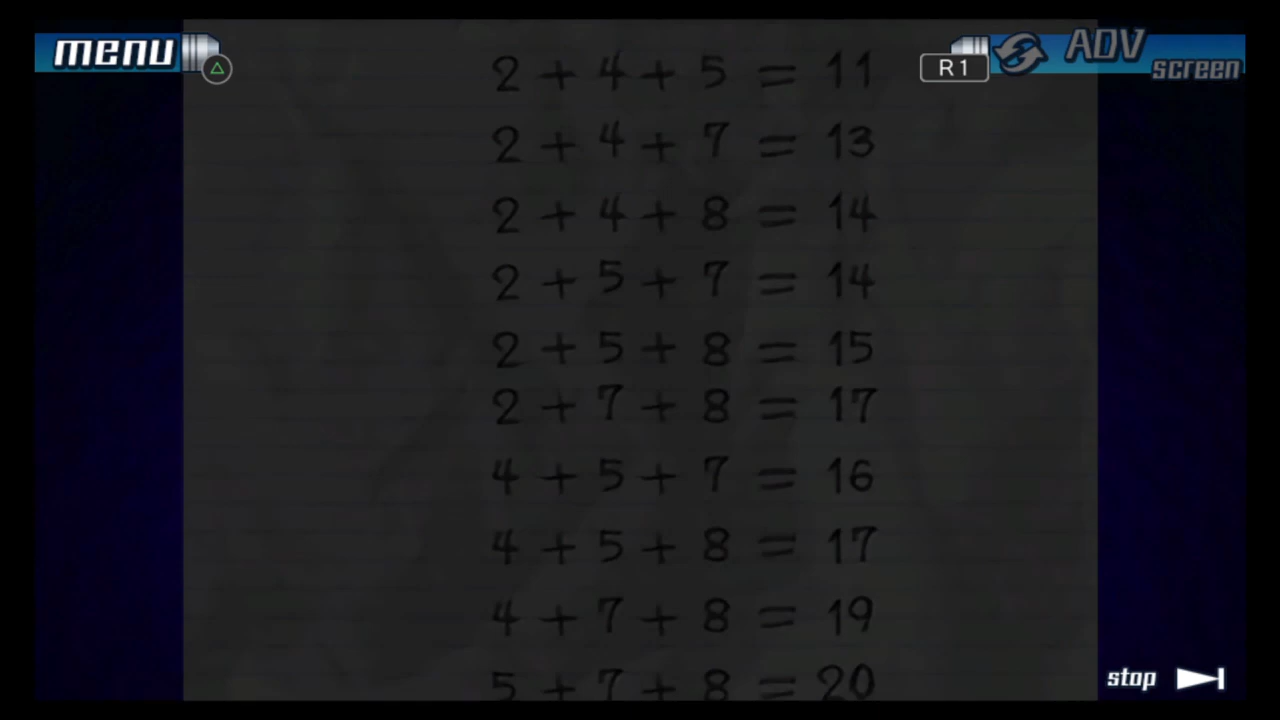 menu
R1
ADV
screen
2 + 4 + 5 = 11
2 + 4 + 7 = 13
2 + 4 + 8 = 14
2 + 5 + 7 = 14
2 + 5 + 8 = 15
2 + 7 + 8 = 17
4 + 5 + 7 = 16
4 + 5 + 8 = 17
4 + 7 + 8 = 19
5 + 7 + 8 = 20
stop